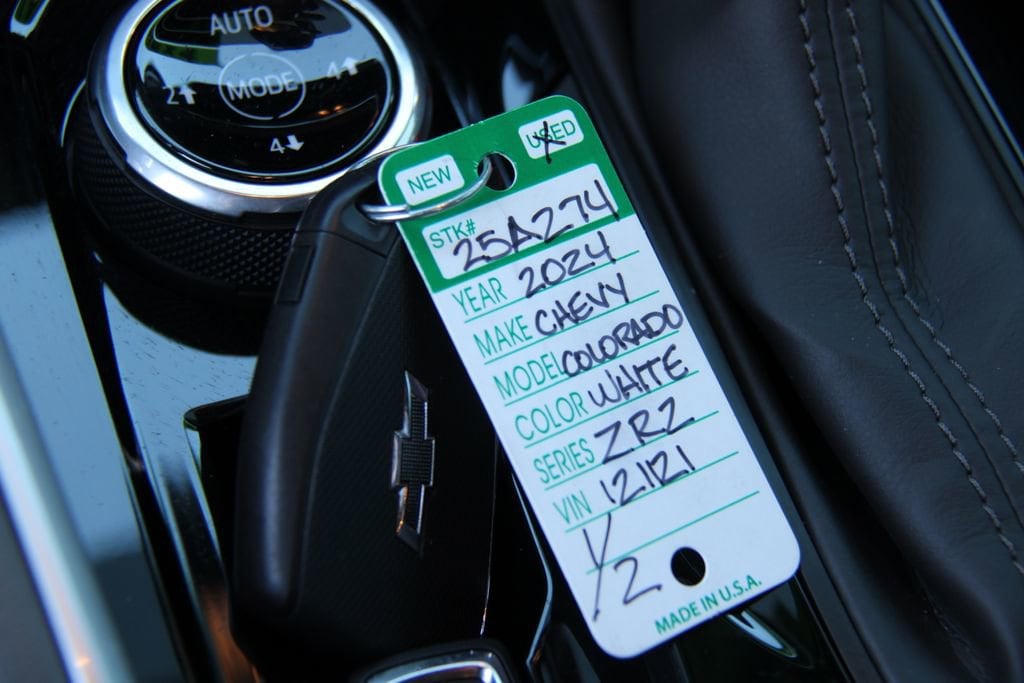 AUTO
2↑ MODE 4↑
4↓
NEW USED
STK# 25A274
YEAR 2024
MAKE CHEVY
MODEL COLORADO
COLOR WHITE
SERIES ZR2
VIN 121121
1/2
MADE IN U.S.A.